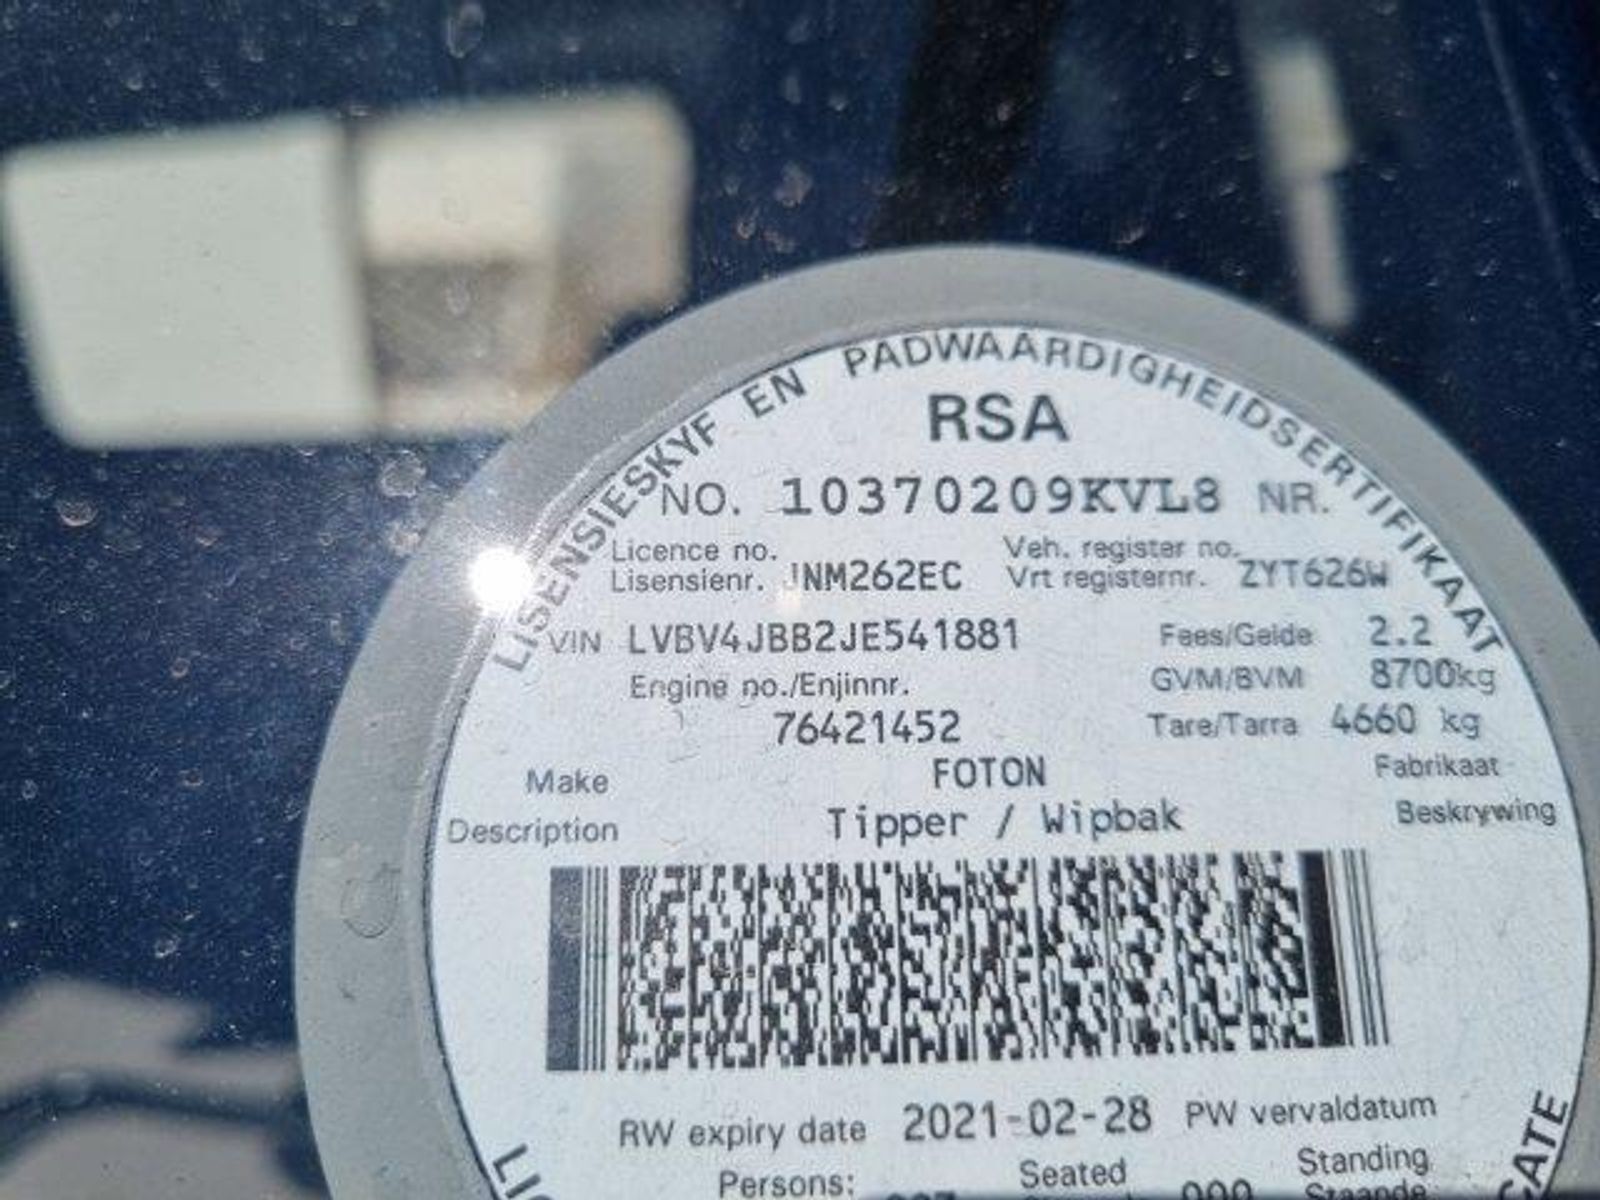 LISENSIESKYF EN PADWAARDIGHEIDSERTIFIKAAT
RSA
NO. 10370209KVL8 NR.
Licence no. Veh. register no.
Lisensienr. JNM262EC Vrt registernr. ZYT626W
VIN LVBV4JBB2JE541881 Fees/Gelde 2.2
Engine no./Enjinnr. GVM/BVM 8700kg
76421452 Tare/Tarra 4660 kg
Make FOTON Fabrikaat
Description Tipper / Wipbak Beskrywing
RW expiry date 2021-02-28 PW vervaldatum
Persons: Seated Standing
000 Staande